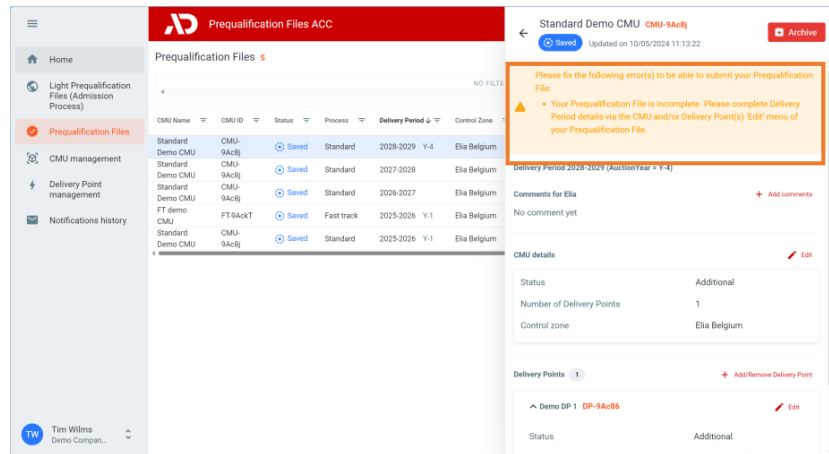 Prequalification Files ACC
Home
Light Prequalification
Files (Admission
Process)
Prequalification Files
CMU management
Delivery Point
management
Notifications history
TW
Tim Wilms
Demo Compan...
Prequalification Files 5
NO FILTE
CMU Name CMU ID Status Process Delivery Period Control Zone
Standard Demo CMU CMU-9Ac8j Saved Standard 2028-2029 Y-4 Elia Belgium
Standard Demo CMU CMU-9Ac8j Saved Standard 2027-2028 Elia Belgium
Standard Demo CMU CMU-9Ac8j Saved Standard 2026-2027 Elia Belgium
FT demo CMU FT-9AckT Saved Fast track 2025-2026 Y-1 Elia Belgium
Standard Demo CMU CMU-9Ac8j Saved Standard 2025-2026 Y-1 Elia Belgium
Standard Demo CMU CMU-9Ac8j
Saved Updated on 10/05/2024 11:13:22
Archive
Please fix the following error(s) to be able to submit your Prequalification
File:
• Your Prequalification File is incomplete. Please complete Delivery
Period details via the CMU and/or Delivery Point(s) 'Edit' menu of
your Prequalification File.
Delivery Period 2028-2029 (AuctionYear = Y-4)
Comments for Elia + Add comments
No comment yet
CMU details Edit
Status Additional
Number of Delivery Points 1
Control zone Elia Belgium
Delivery Points 1 + Add/Remove Delivery Point
Demo DP 1 DP-9Ac86 Edit
Status Additional